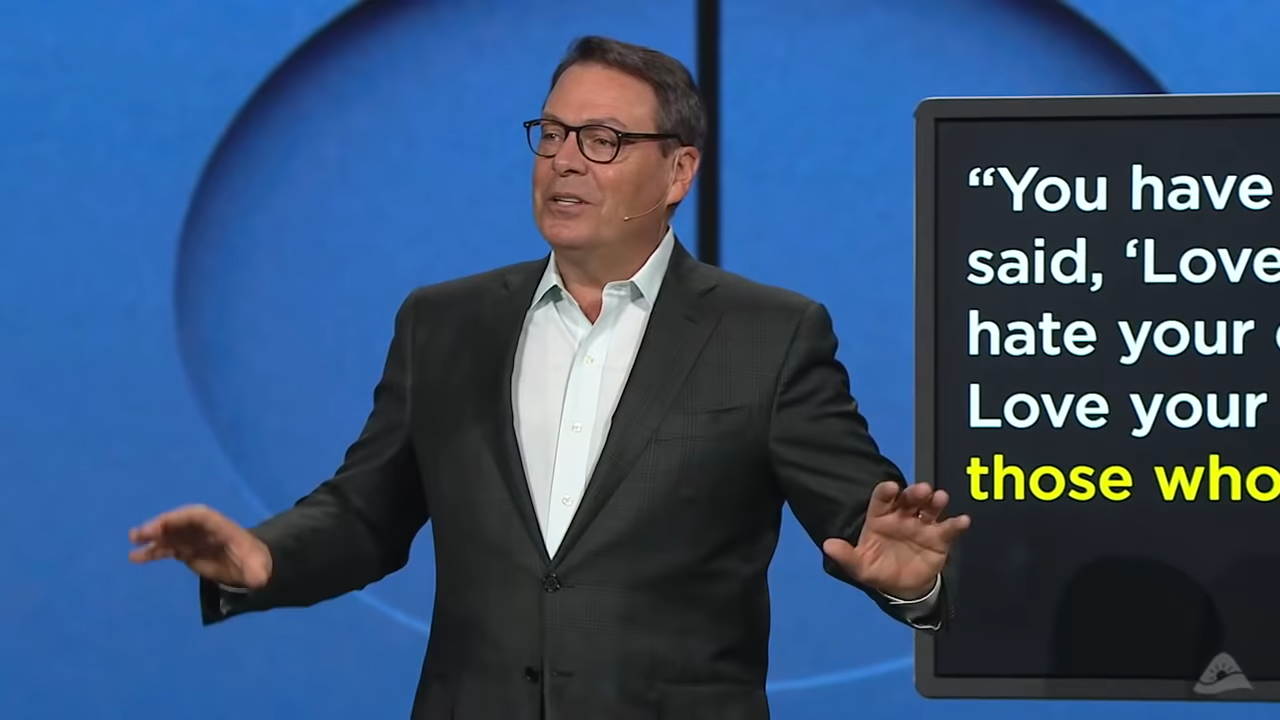 “You have
said, ‘Love
hate your
Love your
those who